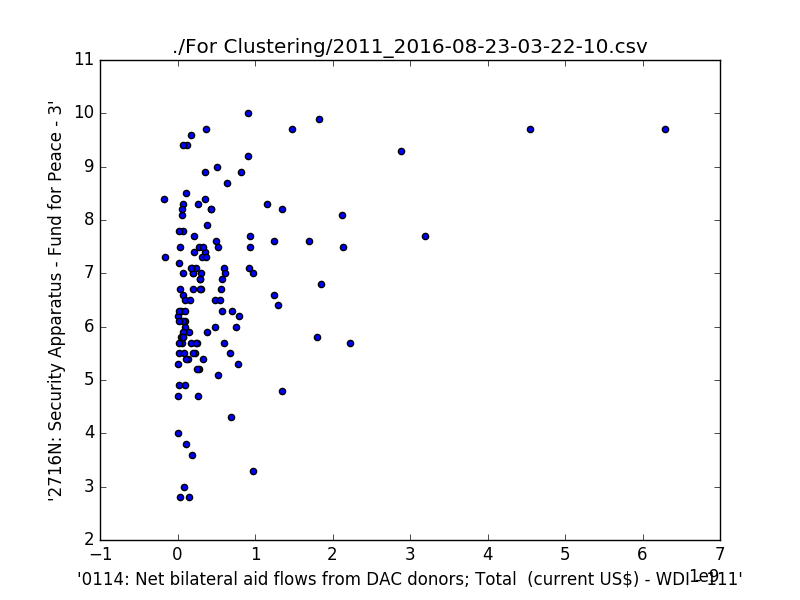 ./For Clustering/2011_2016-08-23-03-22-10.csv
11
10
9
8
7
6
5
4
3
2
'2716N: Security Apparatus - Fund for Peace - 3'
−1 0 1 2 3 4 5 6 7
1e9
'0114: Net bilateral aid flows from DAC donors; Total (current US$) - WDI - 111'